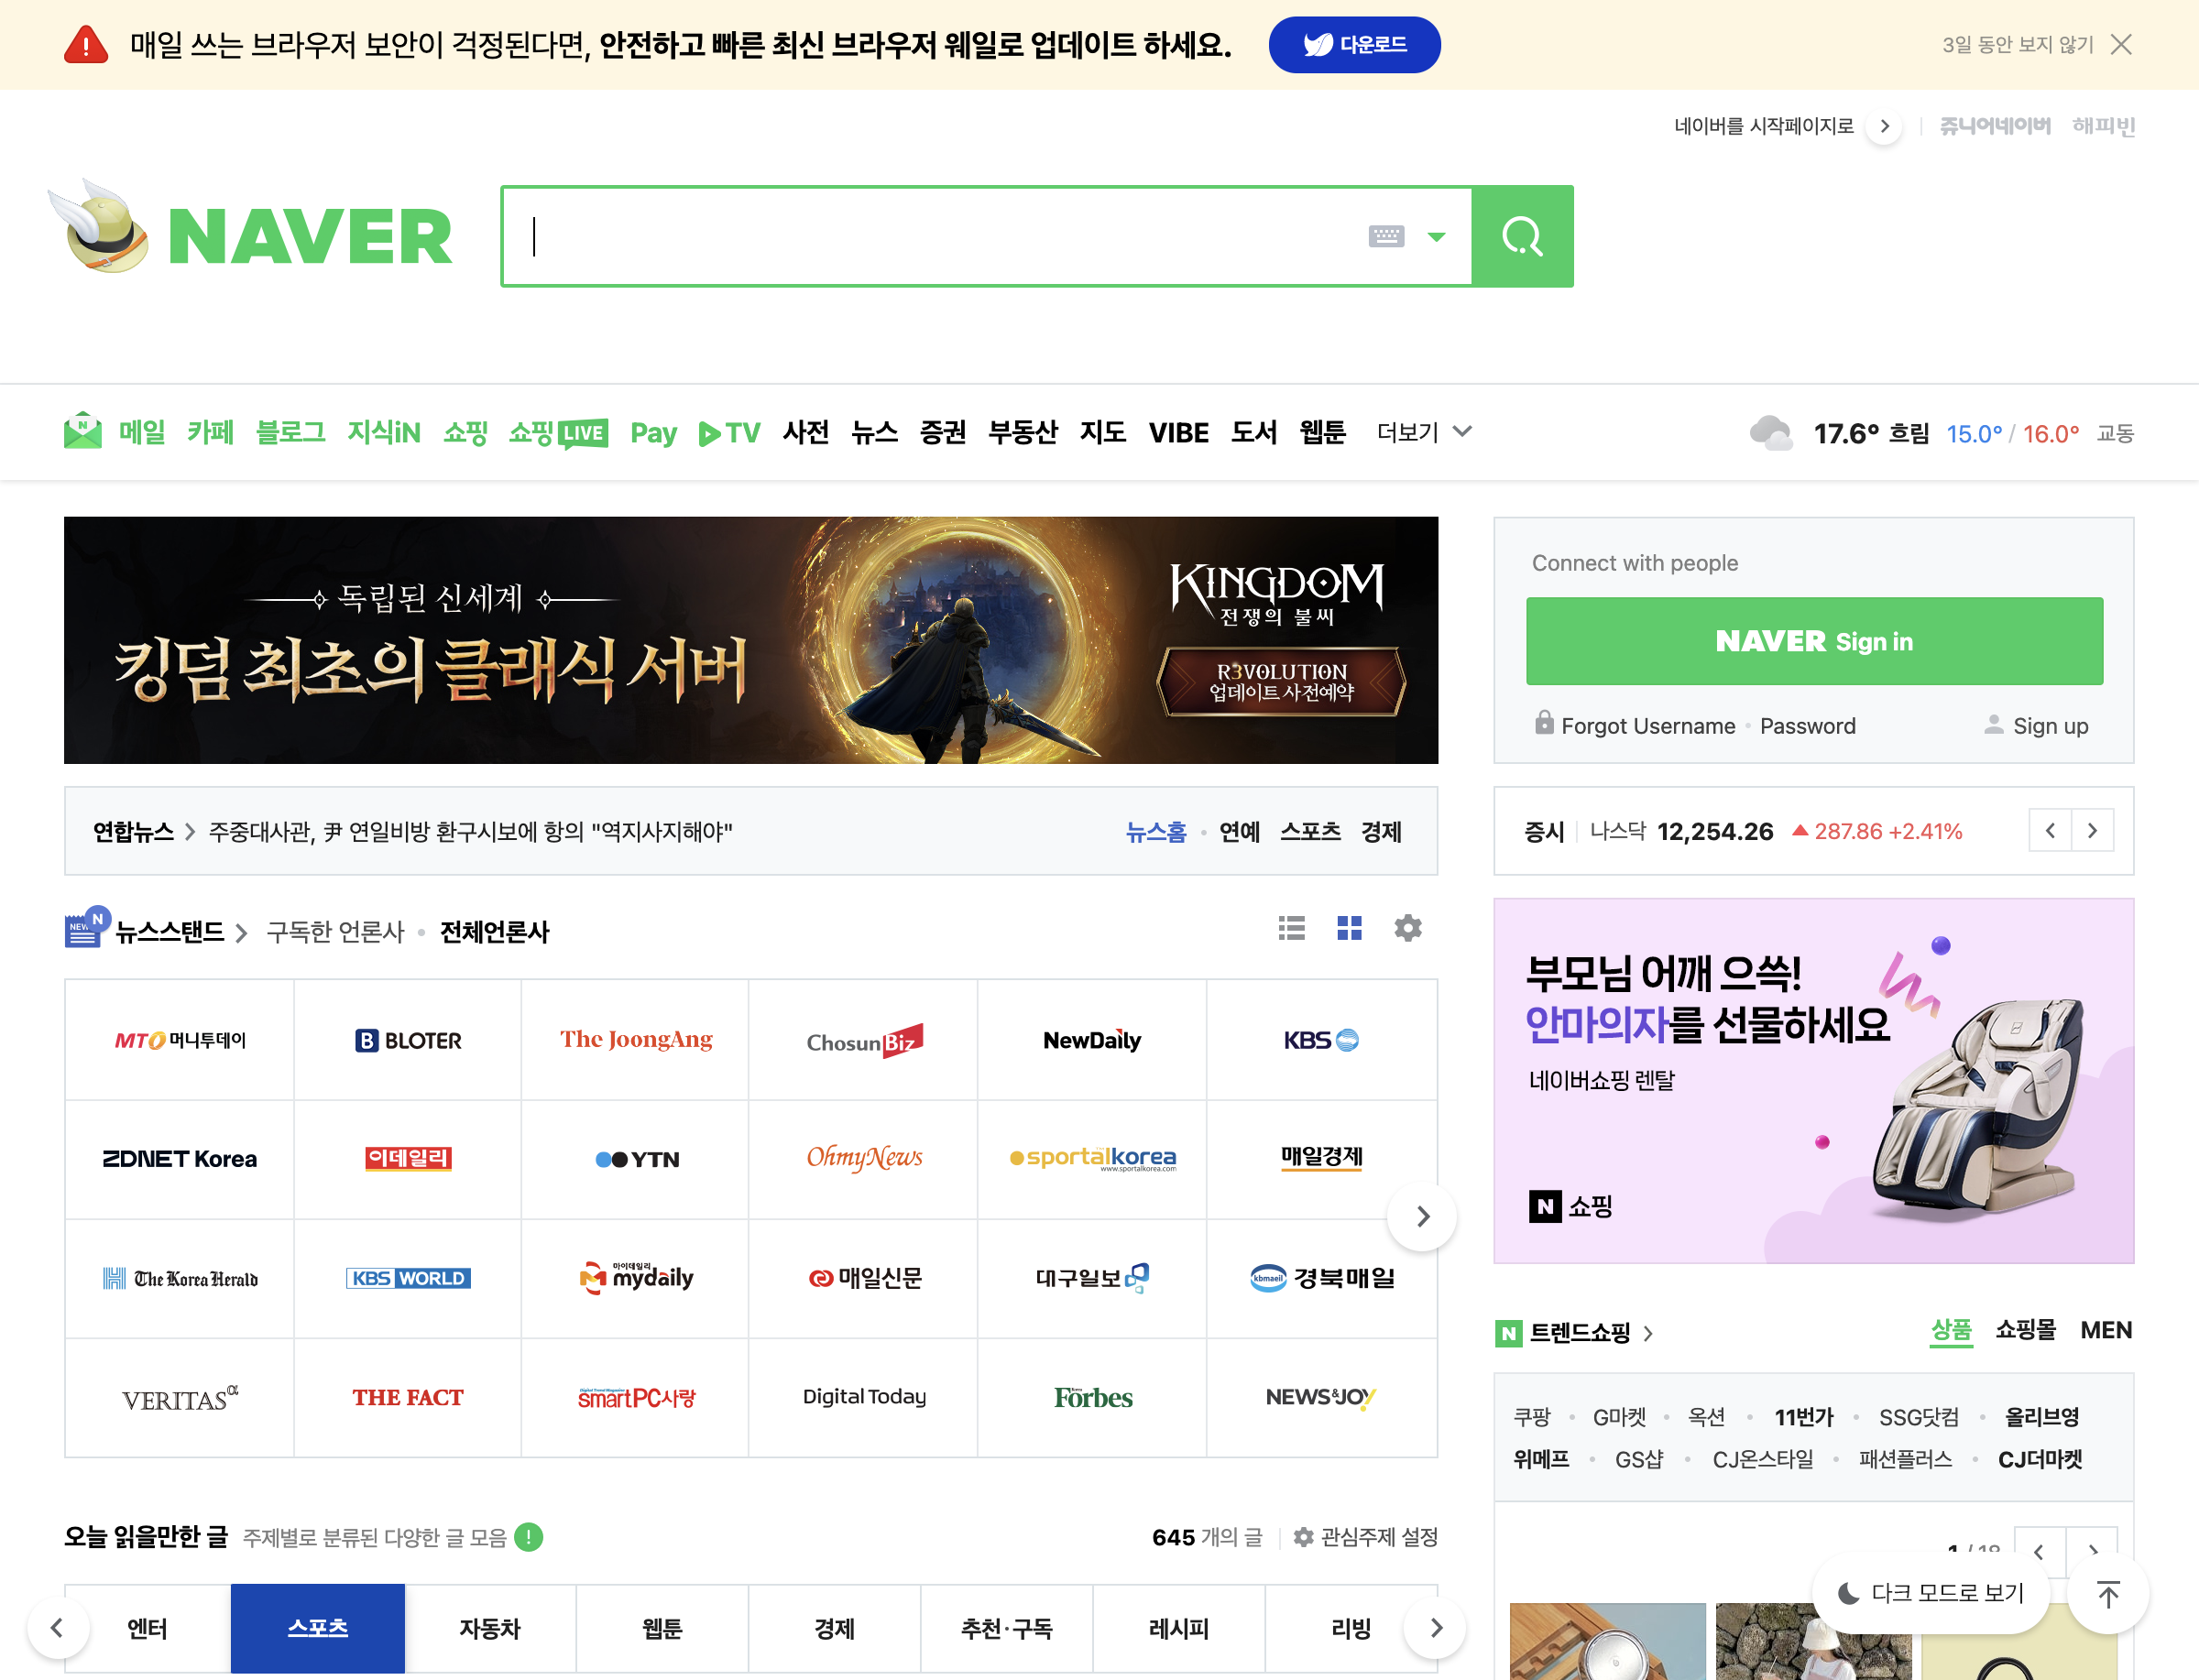 매일 쓰는 브라우저 보안이 걱정된다면, 안전하고 빠른 최신 브라우저 웨일로 업데이트 하세요. 다운로드 3일 동안 보지 않기
네이버를 시작페이지로 쥬니어네이버 해피빈
NAVER
메일 카페 블로그 지식iN 쇼핑 쇼핑LIVE Pay TV 사전 뉴스 증권 부동산 지도 VIBE 도서 웹툰 더보기
17.6° 흐림 15.0° / 16.0° 교동
독립된 신세계
킹덤 최초의 클래식 서버
KINGDOM
전쟁의 불씨
R3VOLUTION
업데이트 사전예약
Connect with people
NAVER Sign in
Forgot Username Password Sign up
연합뉴스 주중대사관, 尹 연일비방 환구시보에 항의 "역지사지해야" 뉴스홈 연예 스포츠 경제
증시 나스닥 12,254.26 287.86 +2.41%
NEW N 뉴스스탠드 구독한 언론사 전체언론사
MTO 머니투데이 B BLOTER The JoongAng ChosunBiz NewDaily KBS
ZDNET Korea 이데일리 YTN OhmyNews sportalkorea www.sportalkorea.com 매일경제
The Korea Herald KBS WORLD 마이데일리 mydaily 매일신문 대구일보 kbmaeil 경북매일
VERITASα THE FACT smartPC사랑 Digital Today Forbes NEWS&JOY!
부모님 어깨 으쓱!
안마의자를 선물하세요
네이버쇼핑 렌탈
N 쇼핑
N 트렌드쇼핑 상품 쇼핑몰 MEN
쿠팡 G마켓 옥션 11번가 SSG닷컴 올리브영
위메프 GS샵 CJ온스타일 패션플러스 CJ더마켓
오늘 읽을만한 글 주제별로 분류된 다양한 글 모음 645 개의 글 관심주제 설정
1 / 18
다크 모드로 보기
엔터 스포츠 자동차 웹툰 경제 추천·구독 레시피 리빙